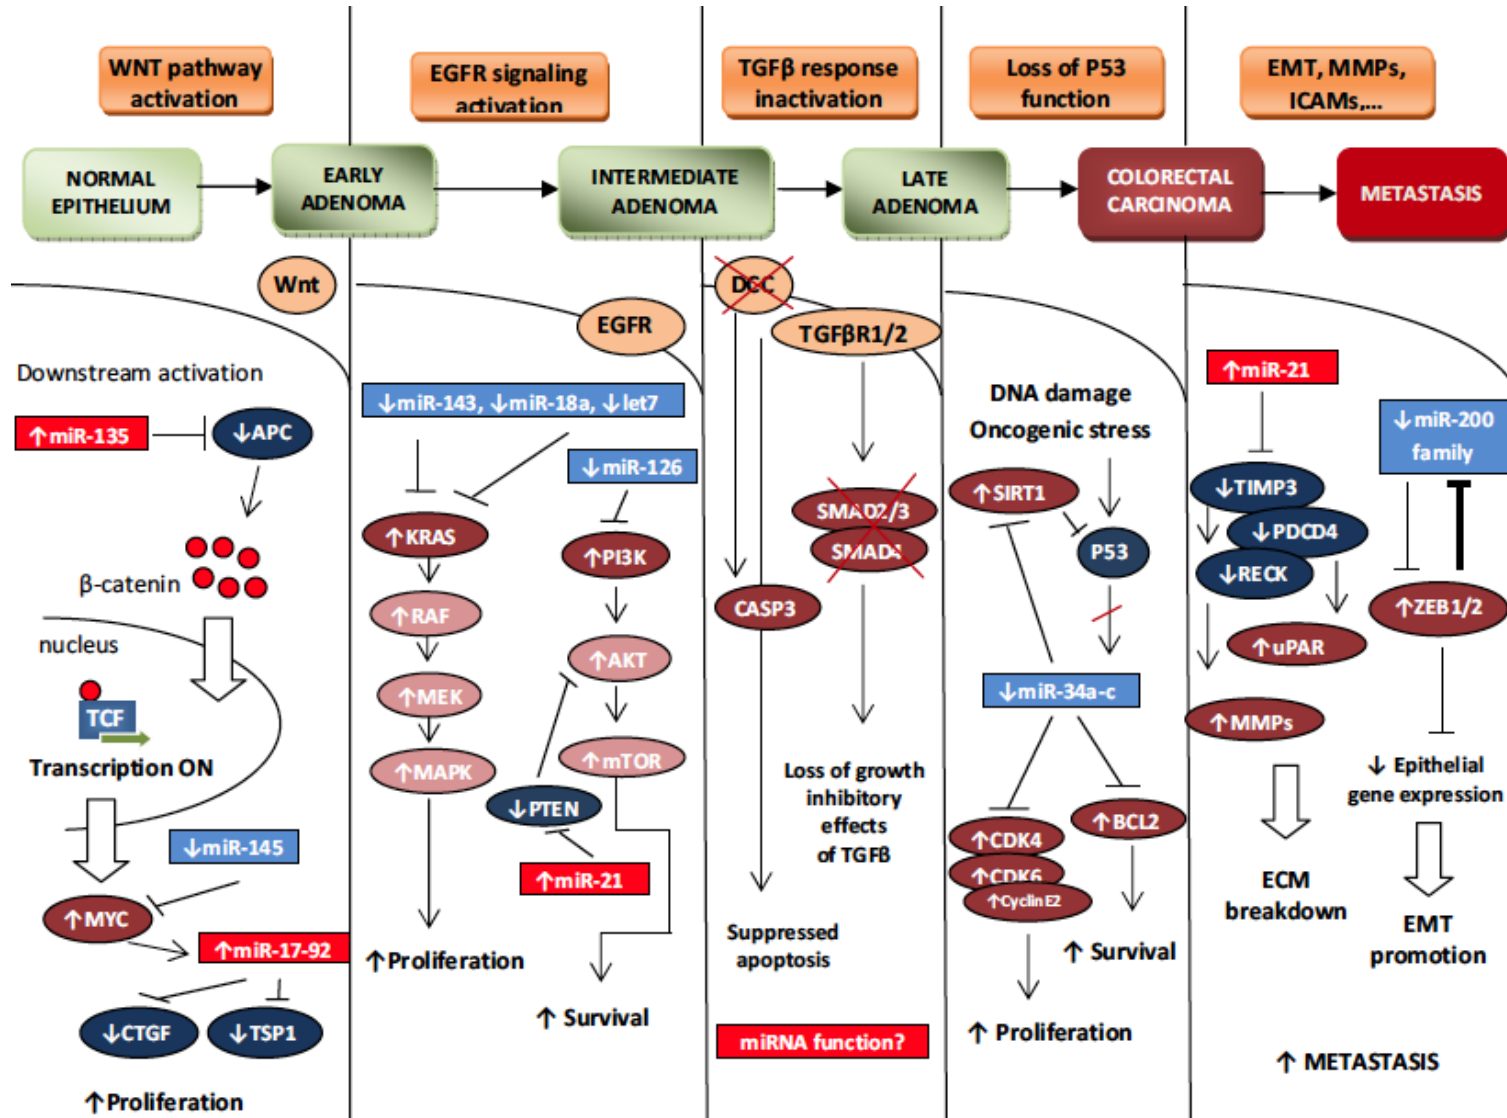 WNT pathway
activation
EGFR signaling
activation
TGFβ response
inactivation
Loss of P53
function
EMT, MMPs,
ICAMs,...
NORMAL
EPITHELIUM
EARLY
ADENOMA
INTERMEDIATE
ADENOMA
LATE
ADENOMA
COLORECTAL
CARCINOMA
METASTASIS
Wnt
Downstream activation
↑miR-135
↓APC
β-catenin
nucleus
TCF
Transcription ON
↓miR-145
↑MYC
↑miR-17-92
↓CTGF
↓TSP1
↑Proliferation
EGFR
↓miR-143, ↓miR-18a, ↓let7
↓miR-126
↑KRAS
↑PI3K
↑RAF
↑AKT
↑MEK
↑MAPK
↑mTOR
↓PTEN
↑miR-21
↑Proliferation
↑ Survival
DCC
TGFβR1/2
SMAD2/3
SMAD4
CASP3
Loss of growth
inhibitory
effects
of TGFβ
Suppressed
apoptosis
miRNA function?
DNA damage
Oncogenic stress
↑SIRT1
P53
↓miR-34a-c
↑CDK4
↑CDK6
↑CyclinE2
↑BCL2
↑ Survival
↑ Proliferation
↑miR-21
↓miR-200
family
↓TIMP3
↓PDCD4
↓RECK
↑ZEB1/2
↑uPAR
↑MMPs
↓ Epithelial
gene expression
ECM
breakdown
EMT
promotion
↑ METASTASIS